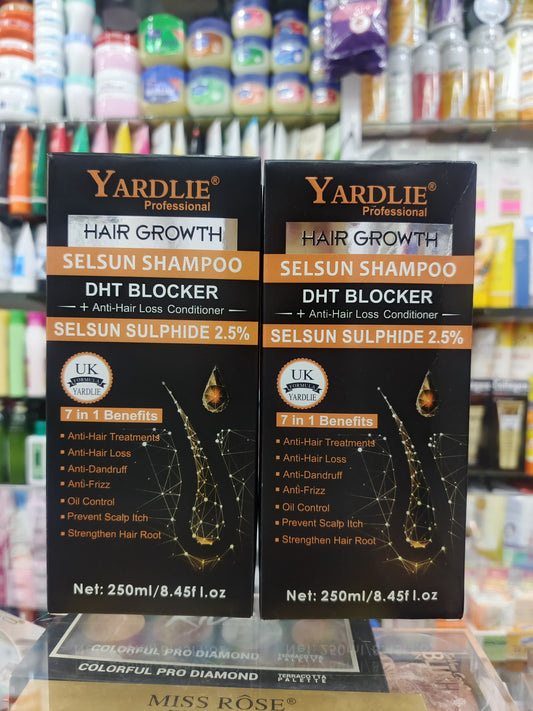 YARDLIE®
Professional
HAIR GROWTH
SELSUN SHAMPOO
DHT BLOCKER
+ Anti-Hair Loss Conditioner
SELSUN SULPHIDE 2.5%
UK
FORMULA
YARDLIE
7 in 1 Benefits
Anti-Hair Treatments
Anti-Hair Loss
Anti-Dandruff
Anti-Frizz
Oil Control
Prevent Scalp Itch
Strengthen Hair Root
Net: 250ml/8.45fl.oz
YARDLIE®
Professional
HAIR GROWTH
SELSUN SHAMPOO
DHT BLOCKER
+ Anti-Hair Loss Conditioner
SELSUN SULPHIDE 2.5%
UK
FORMULA
YARDLIE
7 in 1 Benefits
Anti-Hair Treatments
Anti-Hair Loss
Anti-Dandruff
Anti-Frizz
Oil Control
Prevent Scalp Itch
Strengthen Hair Root
Net: 250ml/8.45fl.oz
COLORFUL PRO DIAMOND
COLORFUL PRO DIAMOND
TERRACOTTA
PALETTE
MISS RÔSE®